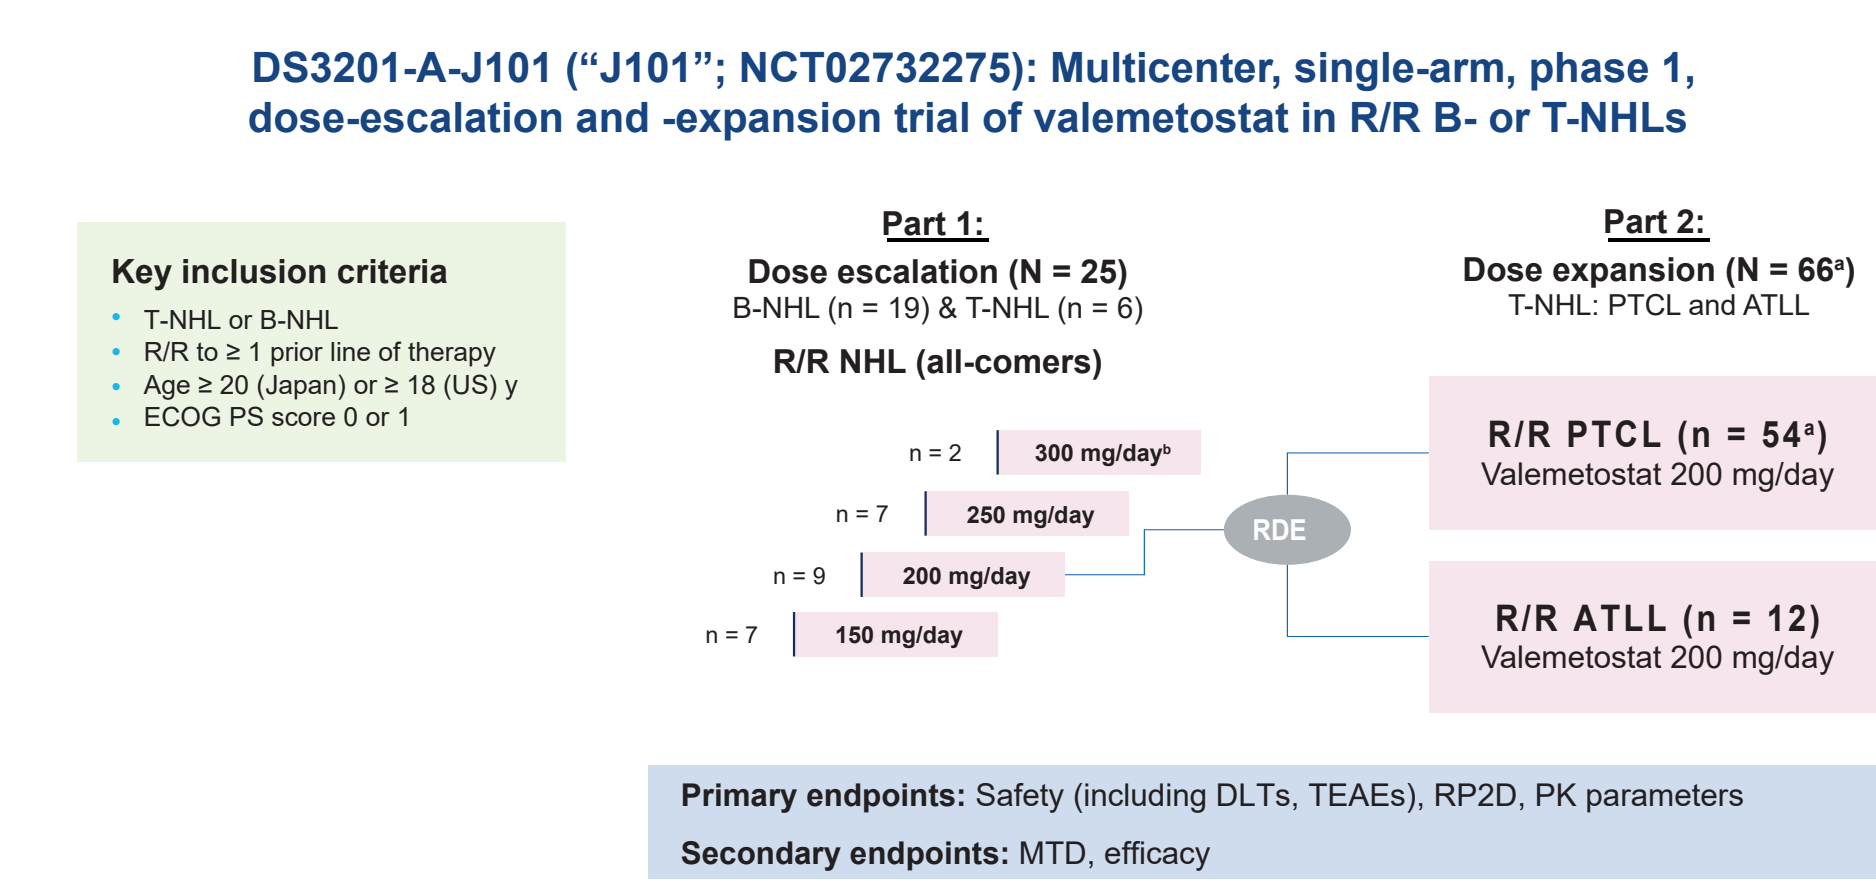 DS3201-A-J101 (“J101”; NCT02732275): Multicenter, single-arm, phase 1,
dose-escalation and -expansion trial of valemetostat in R/R B- or T-NHLs
Key inclusion criteria
• T-NHL or B-NHL
• R/R to ≥ 1 prior line of therapy
• Age ≥ 20 (Japan) or ≥ 18 (US) y
• ECOG PS score 0 or 1
Part 1:
Dose escalation (N = 25)
B-NHL (n = 19) & T-NHL (n = 6)
R/R NHL (all-comers)
n = 2 300 mg/dayᵇ
n = 7 250 mg/day
n = 9 200 mg/day
n = 7 150 mg/day
RDE
Part 2:
Dose expansion (N = 66ᵃ)
T-NHL: PTCL and ATLL
R/R PTCL (n = 54ᵃ)
Valemetostat 200 mg/day
R/R ATLL (n = 12)
Valemetostat 200 mg/day
Primary endpoints: Safety (including DLTs, TEAEs), RP2D, PK parameters
Secondary endpoints: MTD, efficacy